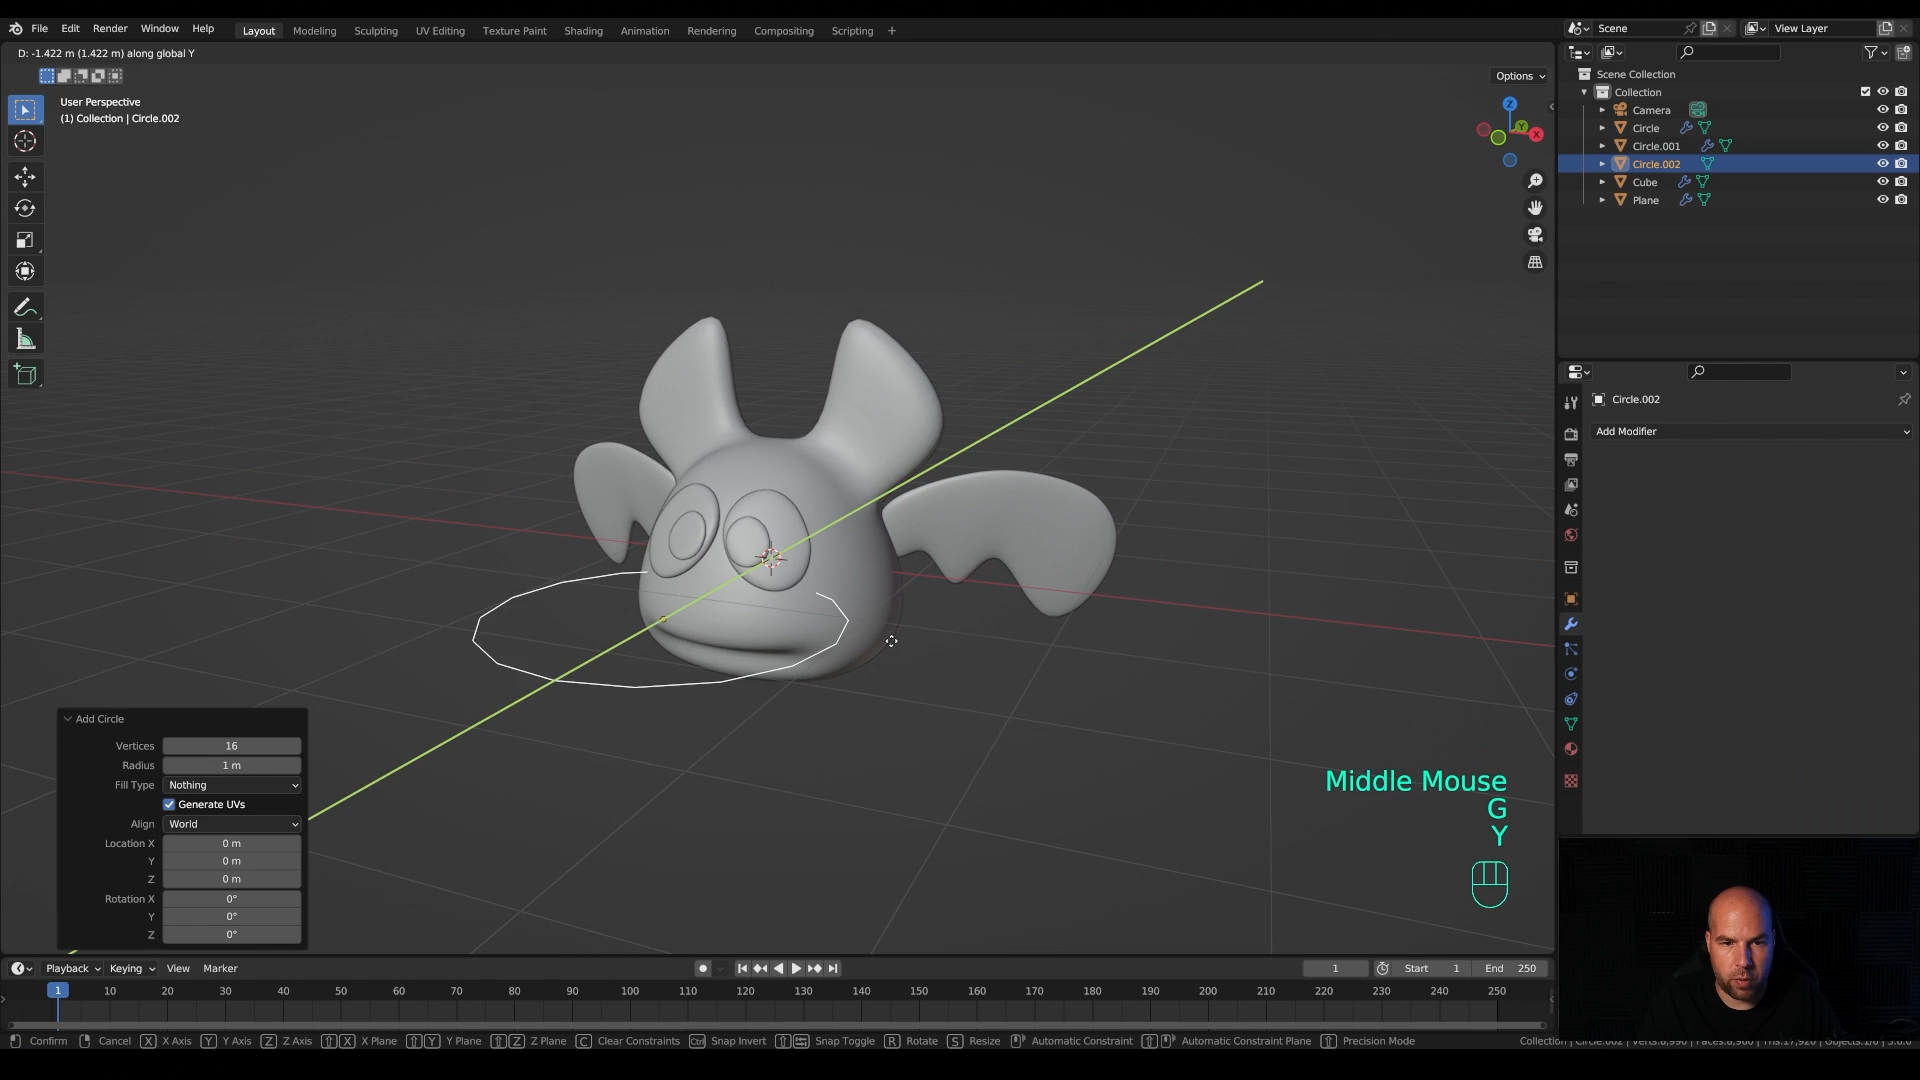 File Edit Render Window Help Layout Modeling Sculpting UV Editing Texture Paint Shading Animation Rendering Compositing Scripting + Scene View Layer
D: -1.422 m (1.422 m) along global Y
Options
User Perspective
(1) Collection | Circle.002
Z
Y
X
Scene Collection
Collection
Camera
Circle
Circle.001
Circle.002
Cube
Plane
Circle.002
Add Modifier
Add Circle
Vertices 16
Radius 1 m
Fill Type Nothing
Generate UVs
Align World
Location X 0 m
Y 0 m
Z 0 m
Rotation X 0°
Y 0°
Z 0°
Middle Mouse
G
Y
Playback Keying View Marker 1 Start 1 End 250
1 10 20 30 40 50 60 70 80 90 100 110 120 130 140 150 160 170 180 190 200 210 220 230 240 250
Confirm Cancel X X Axis Y Y Axis Z Z Axis X X Plane Y Y Plane Z Z Plane C Clear Constraints Ctrl Snap Invert Snap Toggle R Rotate S Resize Automatic Constraint Automatic Constraint Plane Precision Mode